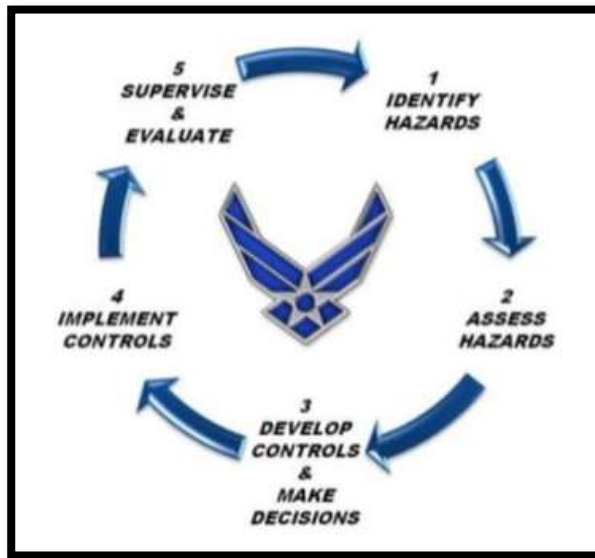 1
IDENTIFY
HAZARDS
2
ASSESS
HAZARDS
3
DEVELOP
CONTROLS
&
MAKE
DECISIONS
4
IMPLEMENT
CONTROLS
5
SUPERVISE
&
EVALUATE